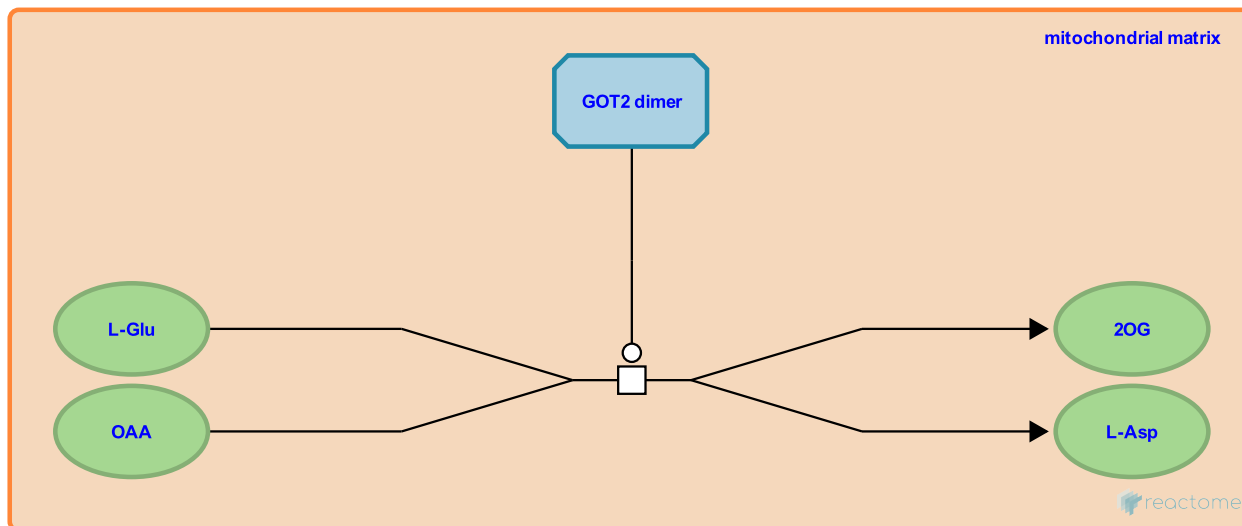 mitochondrial matrix
GOT2 dimer
L-Glu
2OG
OAA
L-Asp
reactome